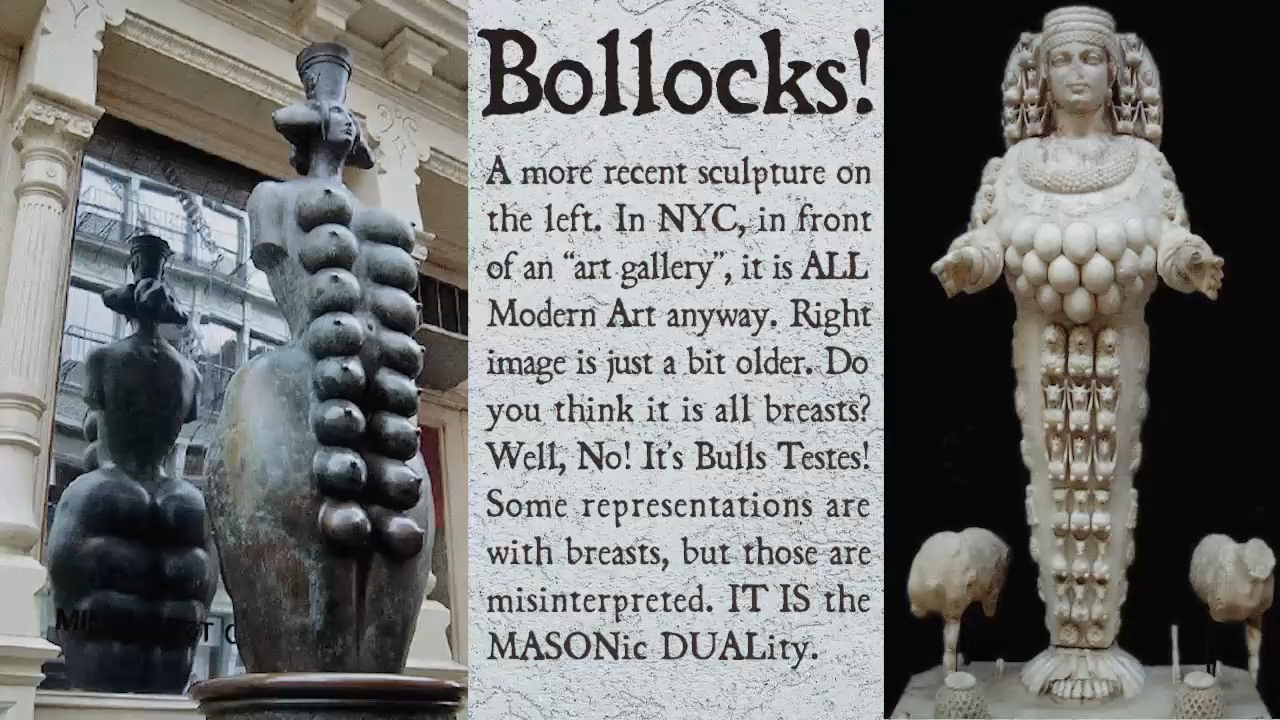 Bollocks!
A more recent sculpture on
the left. In NYC, in front
of an “art gallery”, it is ALL
Modern Art anyway. Right
image is just a bit older. Do
you think it is all breasts?
Well, No! It's Bulls Testes!
Some representations are
with breasts, but those are
misinterpreted. IT IS the
MASONic DUALity.